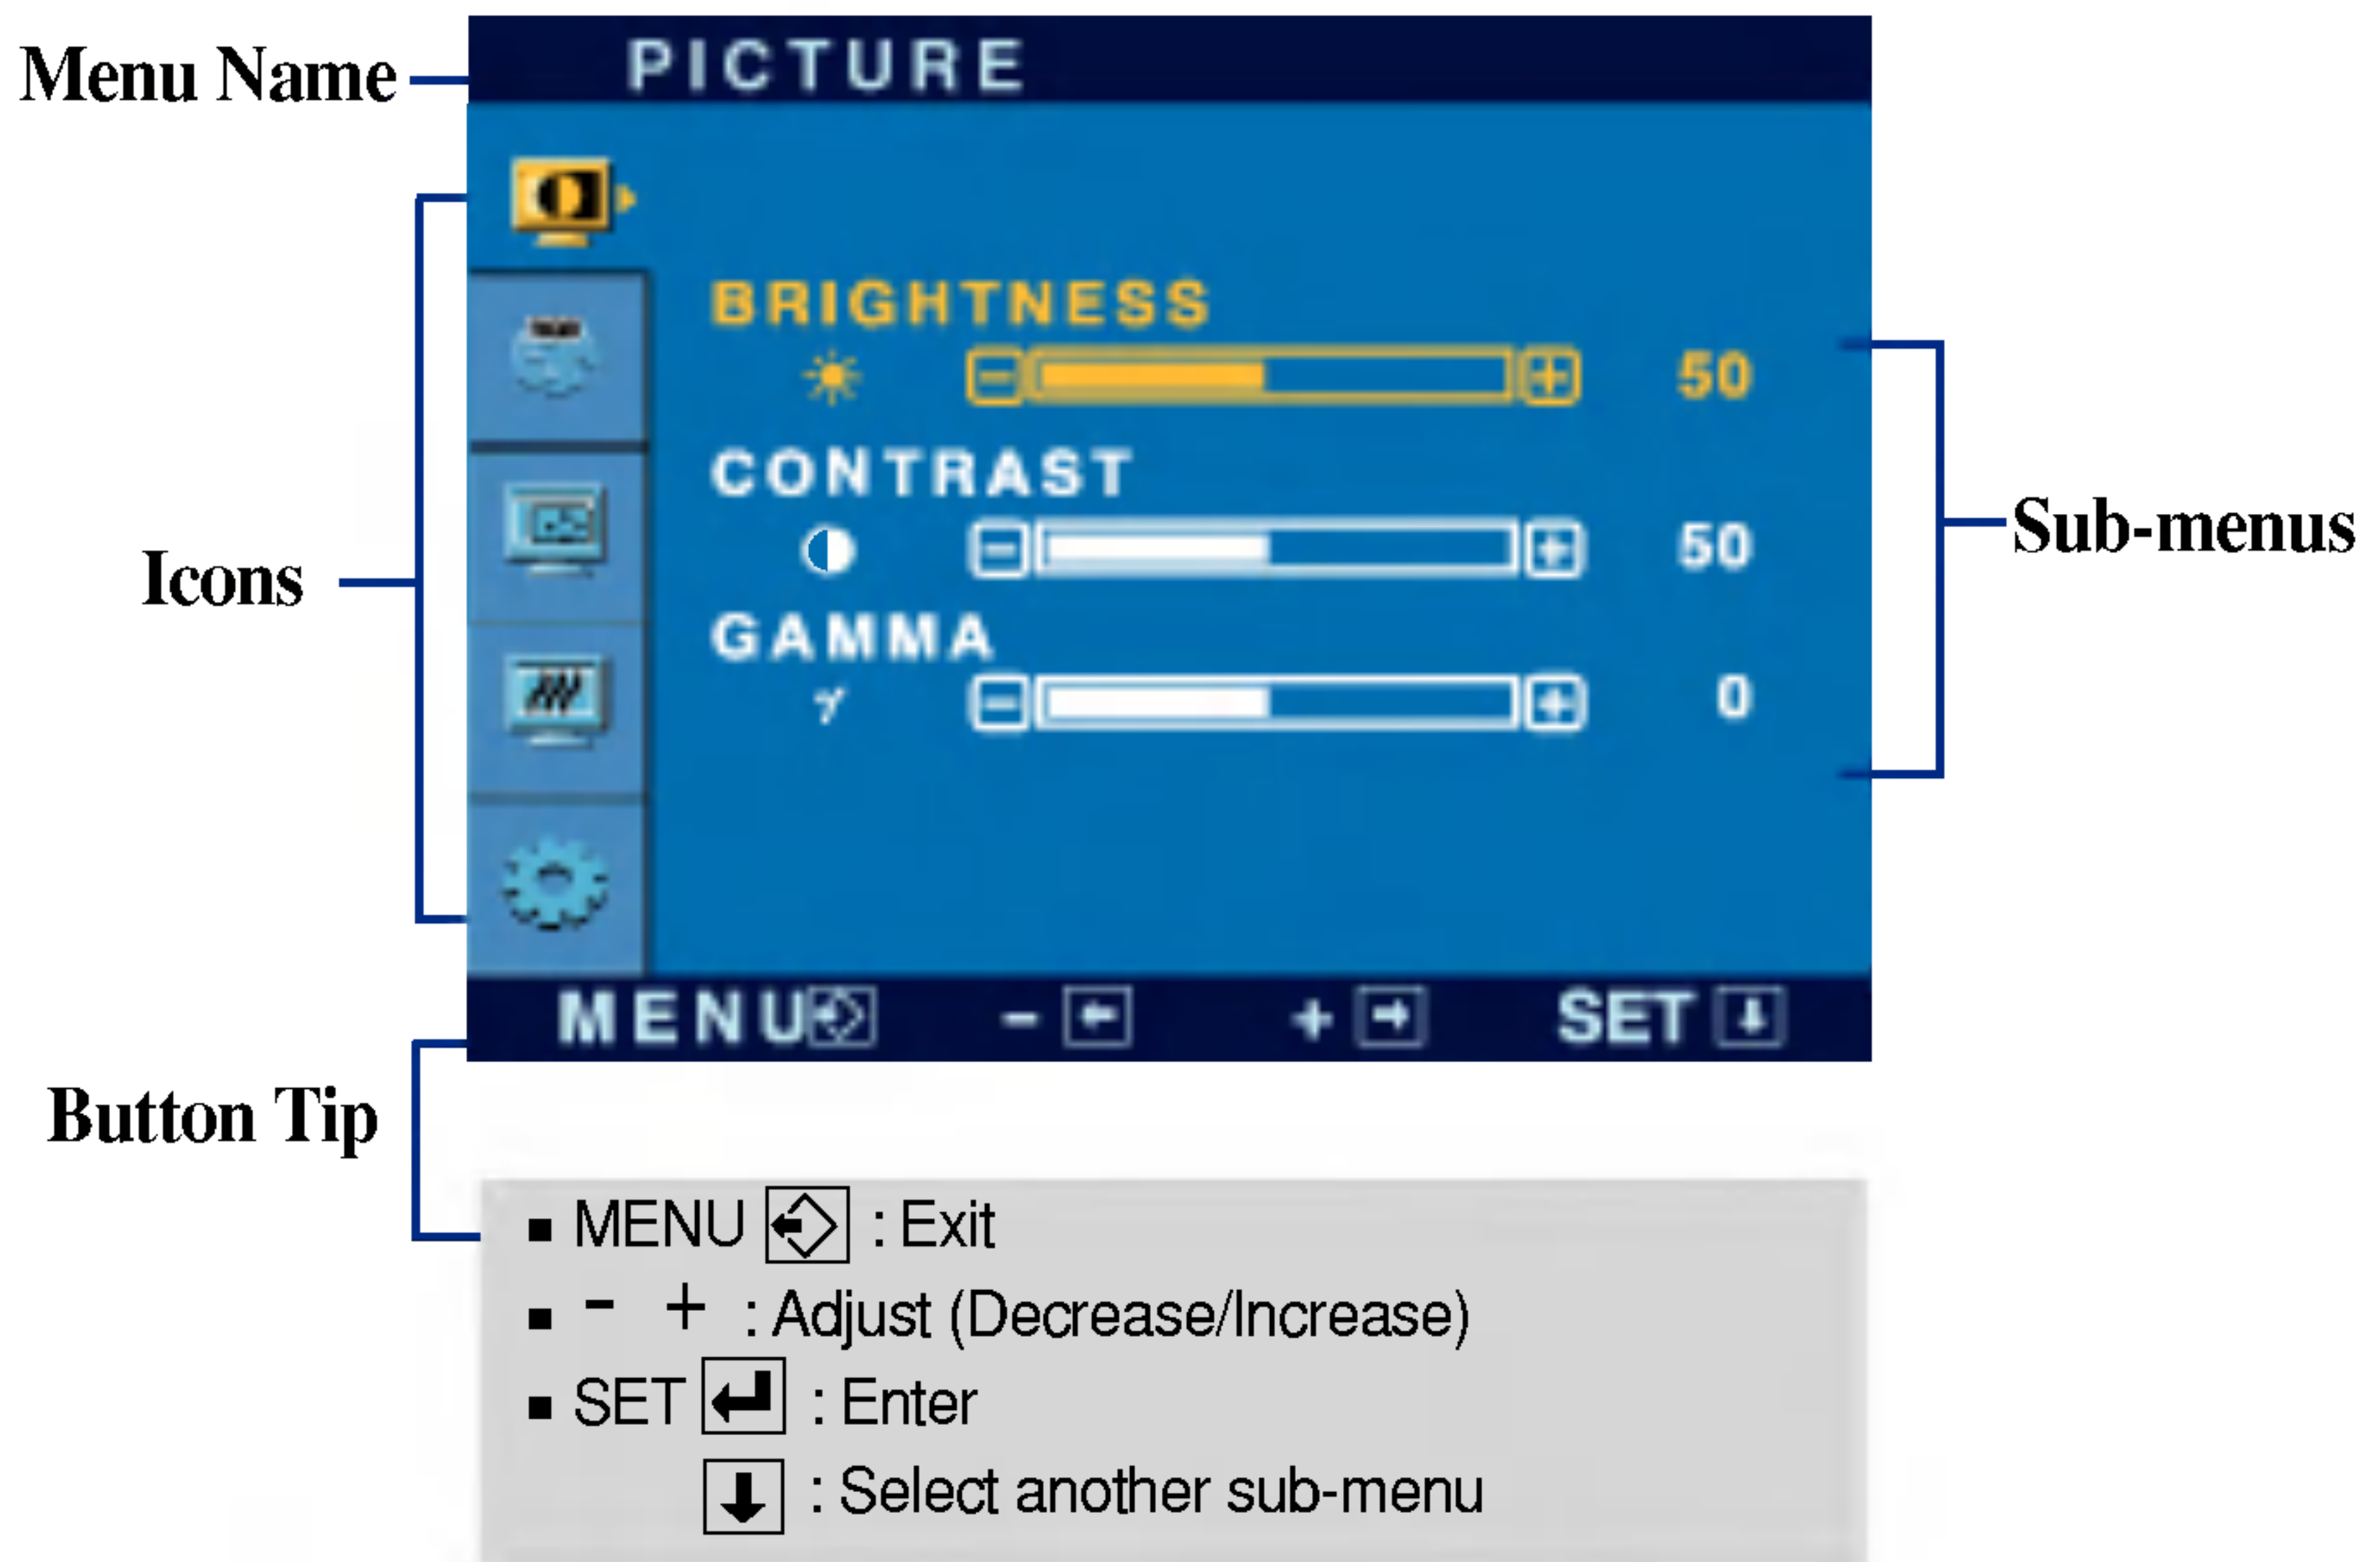 Menu Name
PICTURE
BRIGHTNESS
50
CONTRAST
50
GAMMA
γ
0
Icons
Sub-menus
MENU - + SET
Button Tip
■ MENU : Exit
■ - + : Adjust (Decrease/Increase)
■ SET : Enter
: Select another sub-menu